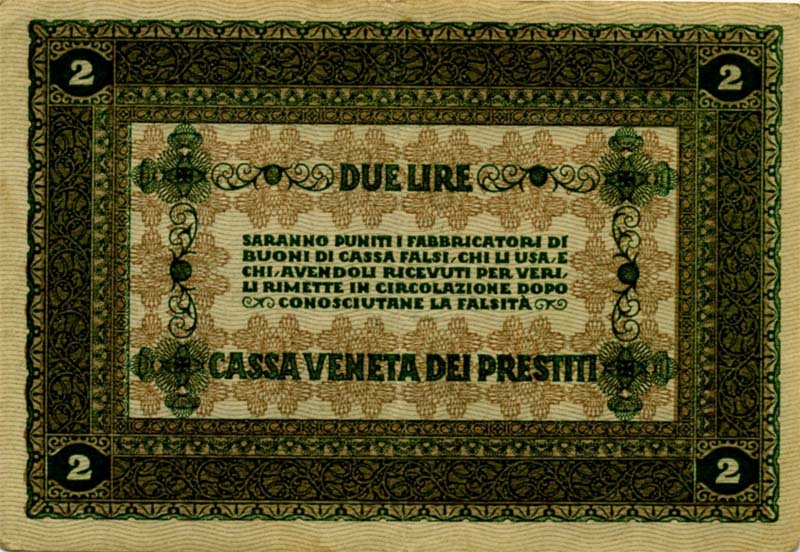 2 2
DUE LIRE
SARANNO PUNITI I FABBRICATORI DI
BUONI DI CASSA FALSI, CHI LI USA, E
CHI, AVENDOLI RICEVUTI PER VERI,
LI RIMETTE IN CIRCOLAZIONE DOPO
CONOSCIUTANE LA FALSITÀ
CASSA VENETA DEI PRESTITI
2 2